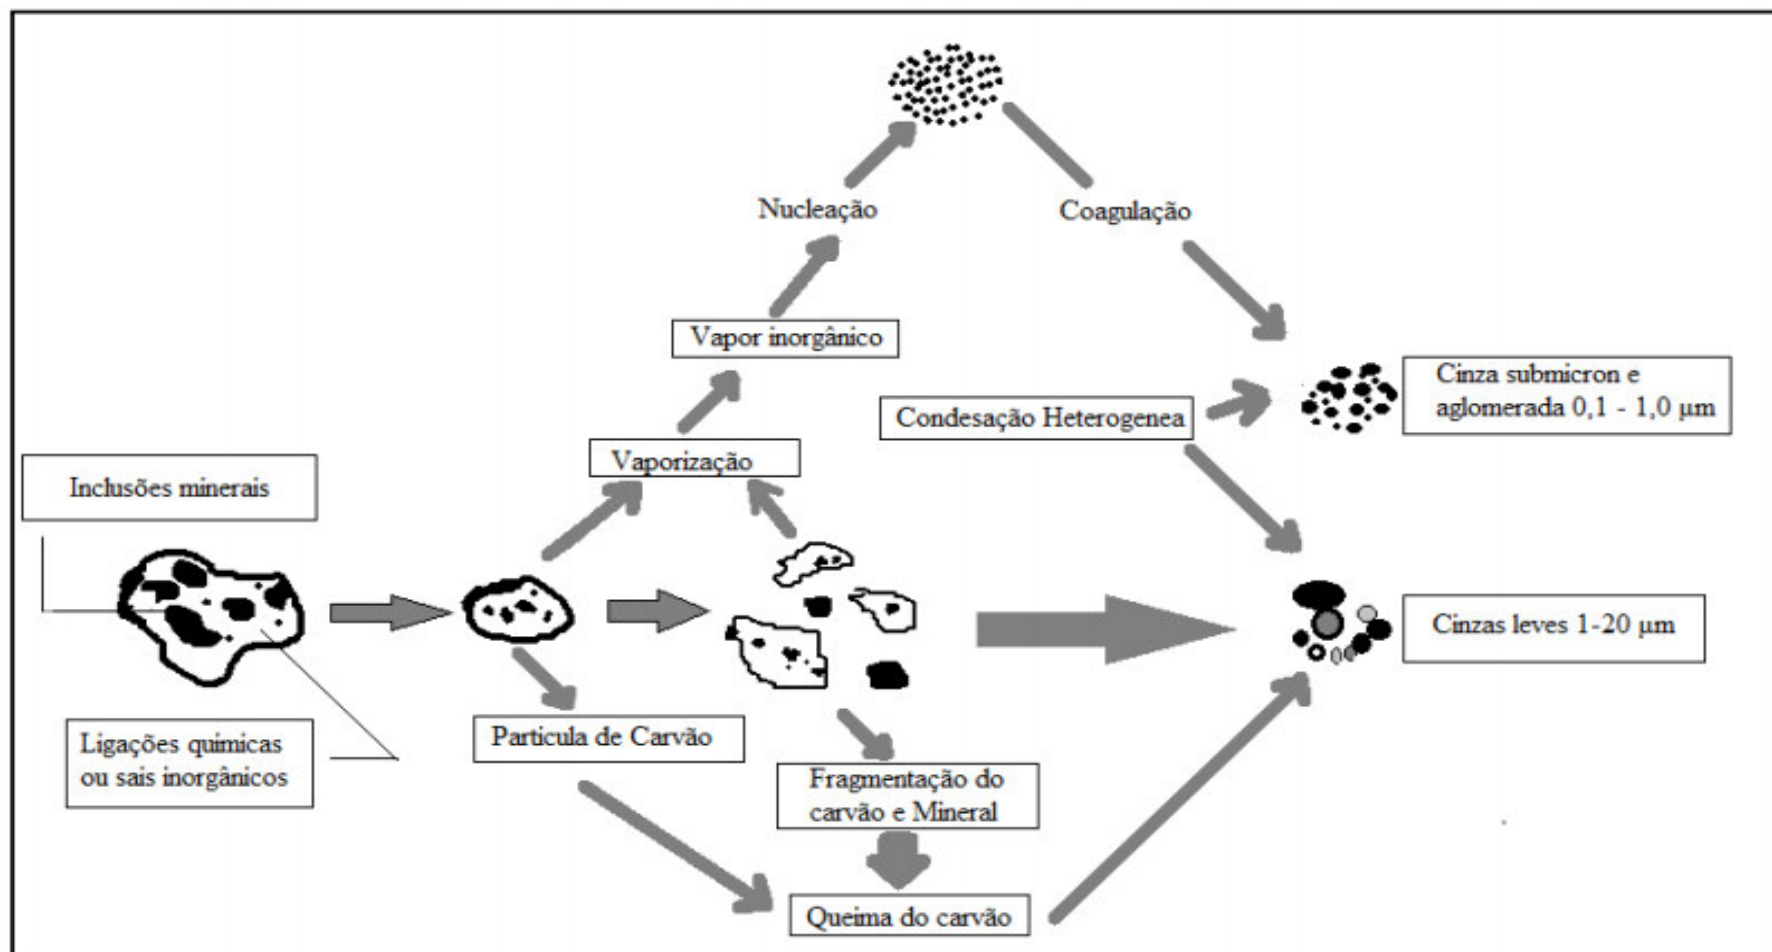 Nucleação
Coagulação
Vapor inorgânico
Cinza submicron e
aglomerada 0,1 - 1,0 µm
Condesação Heterogenea
Vaporização
Inclusões minerais
Cinzas leves 1-20 µm
Particula de Carvão
Ligações quimicas
ou sais inorgânicos
Fragmentação do
carvão e Mineral
Queima do carvão